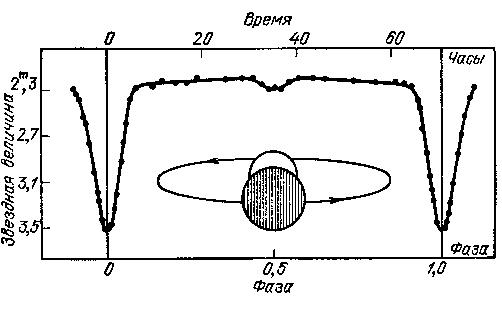 Время
0 20 40 60
Часы
2,ᵐ3
2,7
3,1
3,5
Звездная величина
Фаза
0 0,5 1,0
Фаза